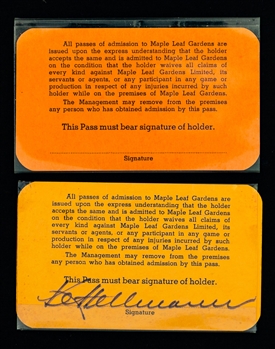 All passes of admission to Maple Leaf Gardens are
issued upon the express understanding that the holder
accepts the same and is admitted to Maple Leaf Gardens
on the condition that the holder waives all claims of
every kind against Maple Leaf Gardens Limited, its
servants or agents, or any participant in any game or
production in respect of any injuries incurred by such
holder while on the premises of Maple Leaf Gardens.
The Management may remove from the premises
any person who has obtained admission by this pass.
This Pass must bear signature of holder.
Signature
All passes of admission to Maple Leaf Gardens are
issued upon the express understanding that the holder
accepts the same and is admitted to Maple Leaf Gardens
on the condition that the holder waives all claims of
every kind against Maple Leaf Gardens Limited, its
servants or agents, or any participant in any game or
production in respect of any injuries incurred by such
holder while on the premises of Maple Leaf Gardens.
The Management may remove from the premises
any person who has obtained admission by this pass.
This Pass must bear signature of holder.
Signature